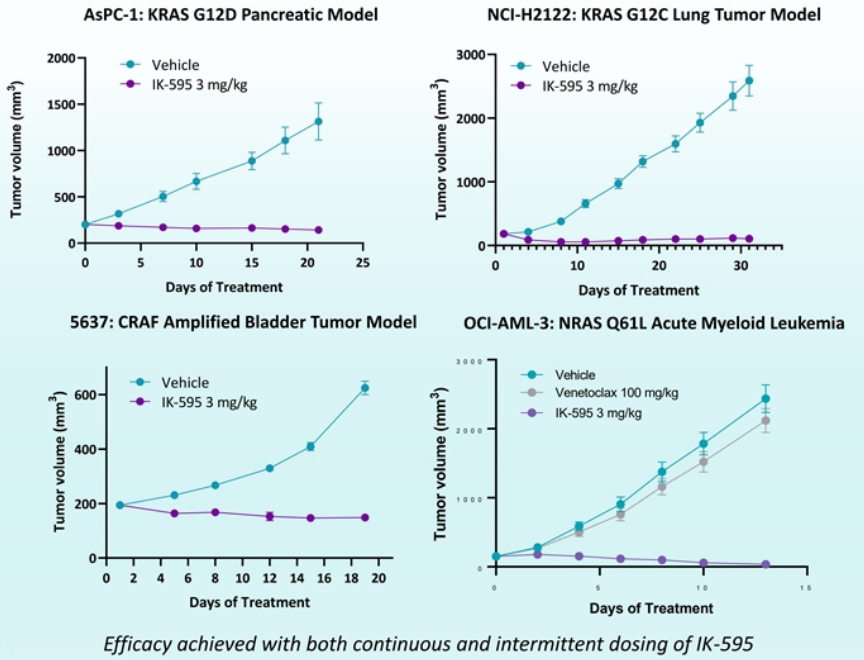 AsPC-1: KRAS G12D Pancreatic Model
Tumor volume (mm³)
2000
1500
1000
500
0
Vehicle
IK-595 3 mg/kg
0 5 10 15 20 25
Days of Treatment
NCI-H2122: KRAS G12C Lung Tumor Model
Tumor volume (mm³)
3000
2000
1000
0
Vehicle
IK-595 3 mg/kg
0 10 20 30
Days of Treatment
5637: CRAF Amplified Bladder Tumor Model
Tumor volume (mm³)
600
400
200
0
Vehicle
IK-595 3 mg/kg
0 2 4 6 8 10 12 14 16 18 20
Days of Treatment
OCI-AML-3: NRAS Q61L Acute Myeloid Leukemia
Tumor volume (mm³)
3000
2000
1000
0
Vehicle
Venetoclax 100 mg/kg
IK-595 3 mg/kg
0 5 10 15
Days of Treatment
Efficacy achieved with both continuous and intermittent dosing of IK-595